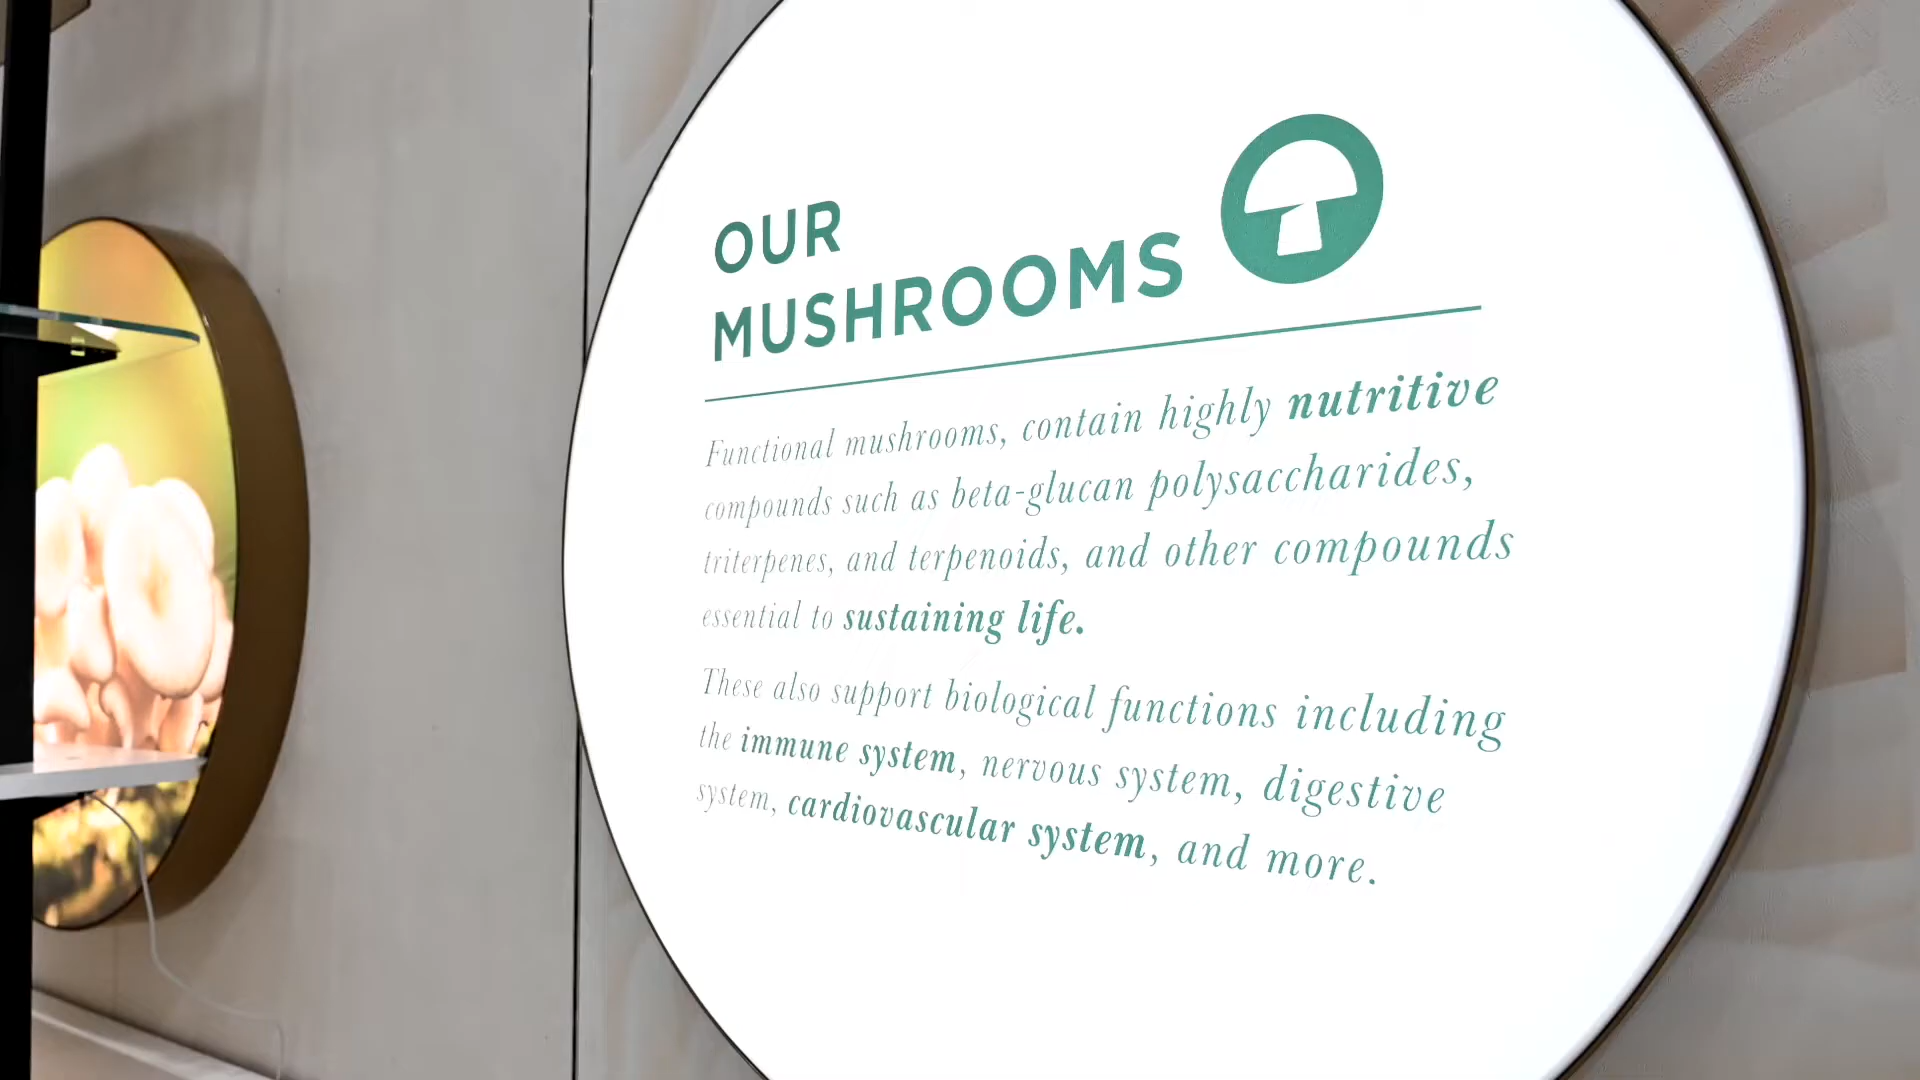 OUR
MUSHROOMS
Functional mushrooms, contain highly nutritive
compounds such as beta-glucan polysaccharides,
triterpenes, and terpenoids, and other compounds
essential to sustaining life.
These also support biological functions including
the immune system, nervous system, digestive
system, cardiovascular system, and more.